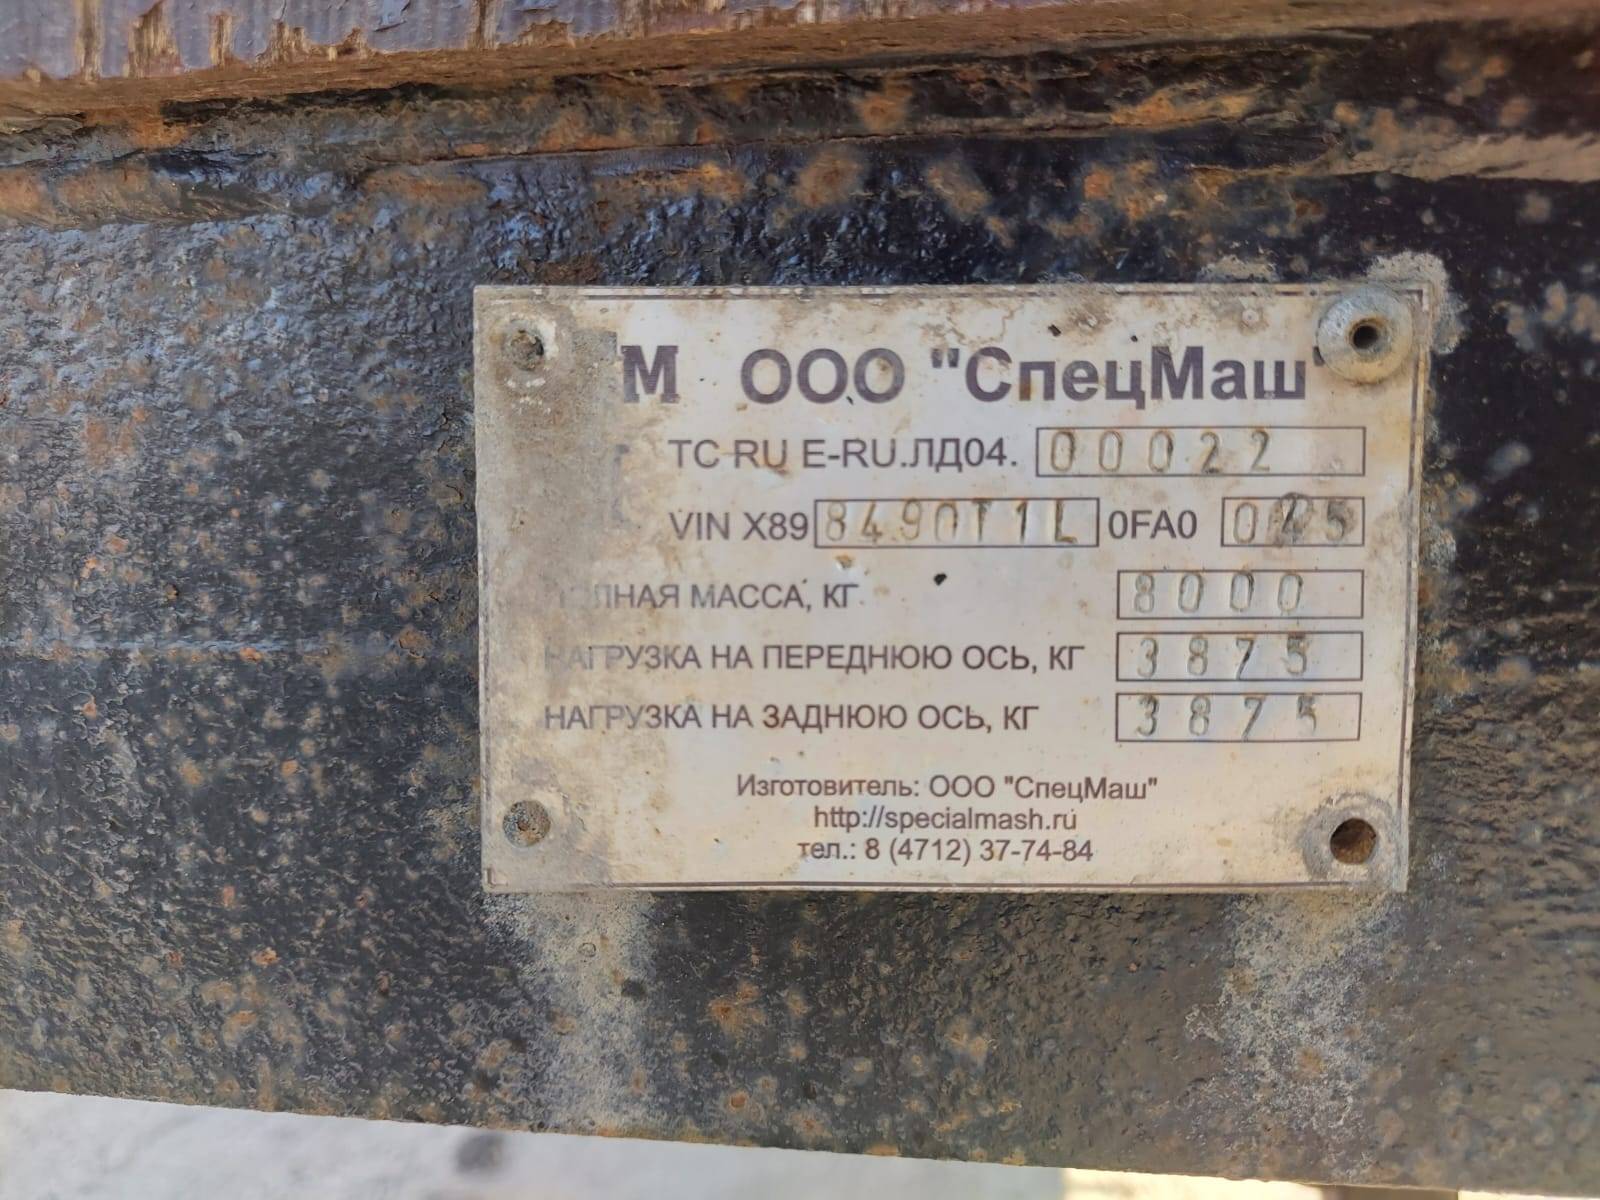 М ООО "СпецМаш"
ТС RU E-RU.ЛД04. 00022
VIN X89 8490T1L 0FA0 045
ПОЛНАЯ МАССА, КГ 8000
НАГРУЗКА НА ПЕРЕДНЮЮ ОСЬ, КГ 3875
НАГРУЗКА НА ЗАДНЮЮ ОСЬ, КГ 3875
Изготовитель: ООО "СпецМаш"
http://specialmash.ru
тел.: 8 (4712) 37-74-84